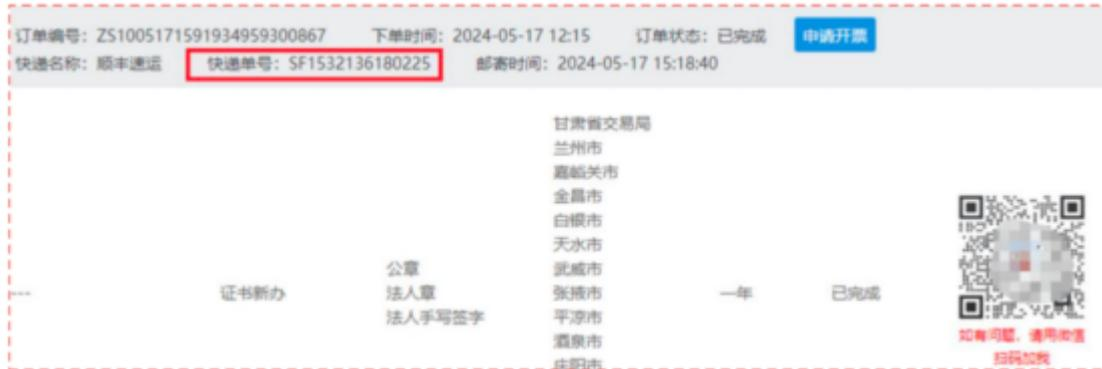 订单编号：ZS1005171591934959300867 下单时间：2024-05-17 12:15 订单状态：已完成 申请开票
快递名称：顺丰速运 快递单号：SF1532136180225 邮寄时间：2024-05-17 15:18:40
甘肃省交易局
兰州市
嘉峪关市
金昌市
白银市
天水市
公章 武威市
--- 证书新办 法人章 张掖市 一年 已完成
法人手写签字 平凉市
酒泉市
庆阳市
如有问题，请用微信
扫码加我